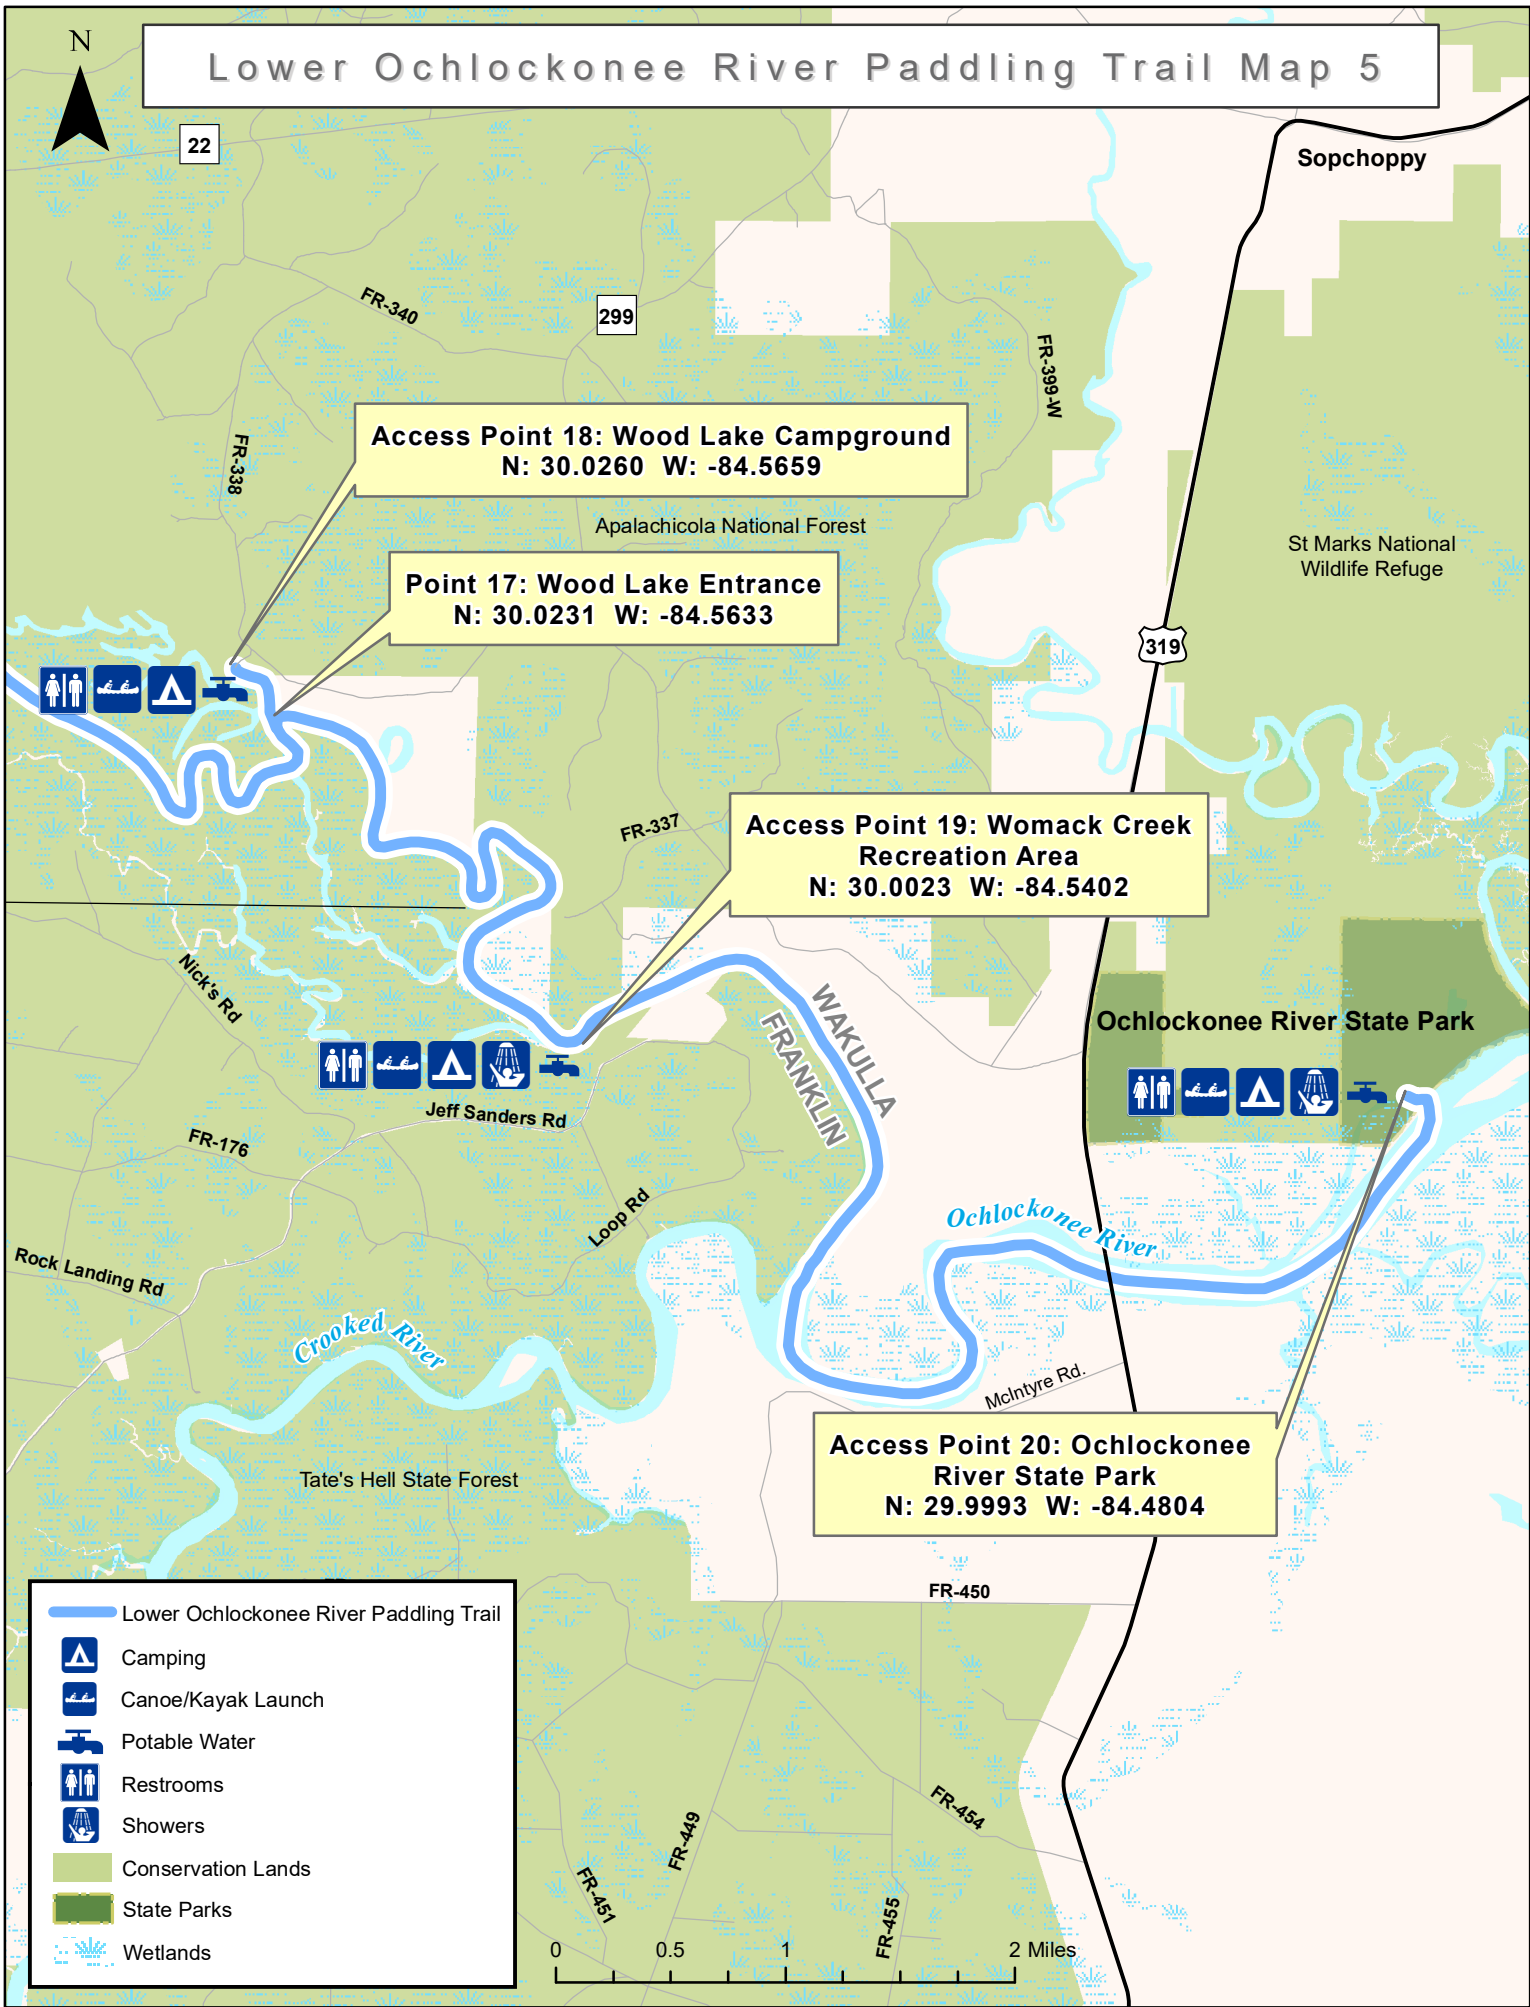 Lower Ochlockonee River Paddling Trail Map 5
N
22
Sopchoppy
FR-340
299
FR-399-W
FR-338
Access Point 18: Wood Lake Campground
N: 30.0260 W: -84.5659
Apalachicola National Forest
St Marks National
Wildlife Refuge
Point 17: Wood Lake Entrance
N: 30.0231 W: -84.5633
319
FR-337
Access Point 19: Womack Creek
Recreation Area
N: 30.0023 W: -84.5402
Nick's Rd
WAKULLA
FRANKLIN
Ochlockonee River State Park
Jeff Sanders Rd
FR-176
Loop Rd
Ochlockonee River
Rock Landing Rd
Crooked River
McIntyre Rd.
Access Point 20: Ochlockonee
River State Park
N: 29.9993 W: -84.4804
Tate's Hell State Forest
FR-450
Lower Ochlockonee River Paddling Trail
Camping
Canoe/Kayak Launch
Potable Water
Restrooms
Showers
Conservation Lands
State Parks
Wetlands
FR-454
FR-449
FR-451
FR-455
0 0.5 1 2 Miles